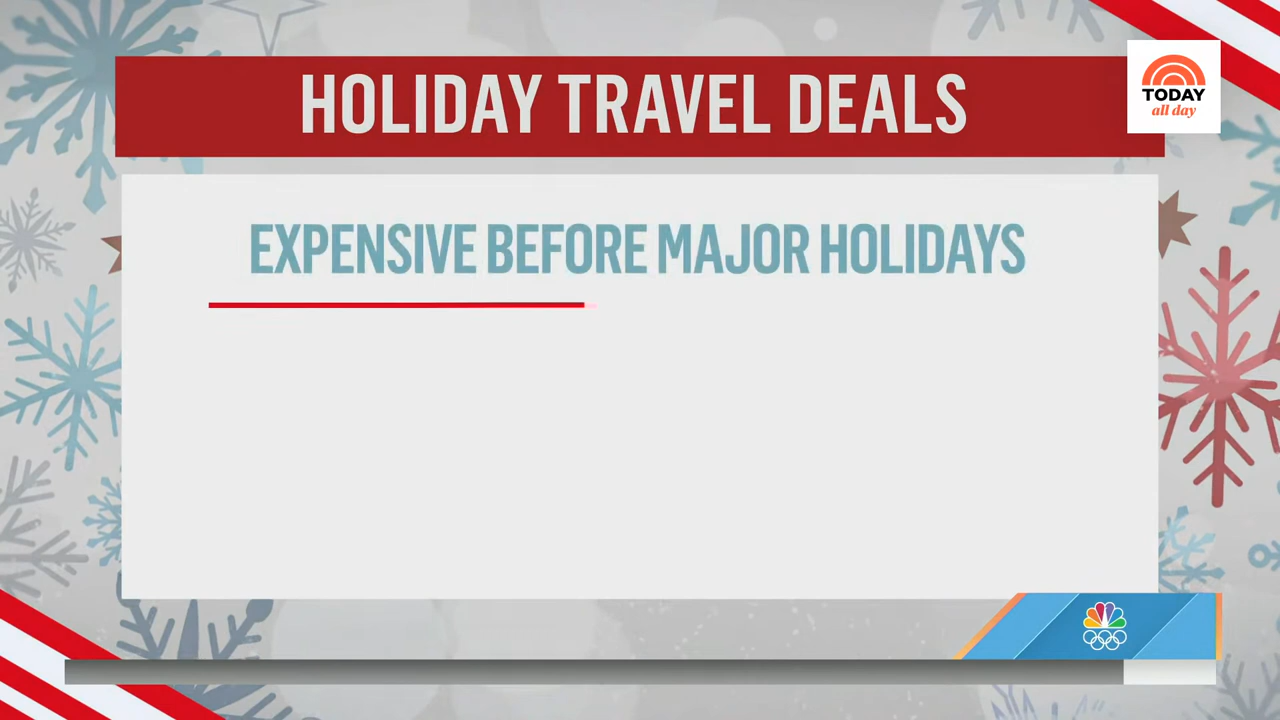 HOLIDAY TRAVEL DEALS
TODAY
all day
EXPENSIVE BEFORE MAJOR HOLIDAYS